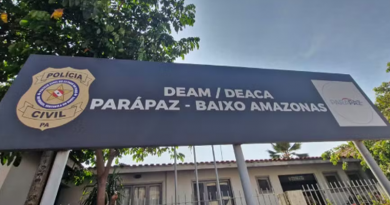 POLÍCIA
CIVIL
PA
DEAM / DEACA
PARÁPAZ - BAIXO AMAZONAS